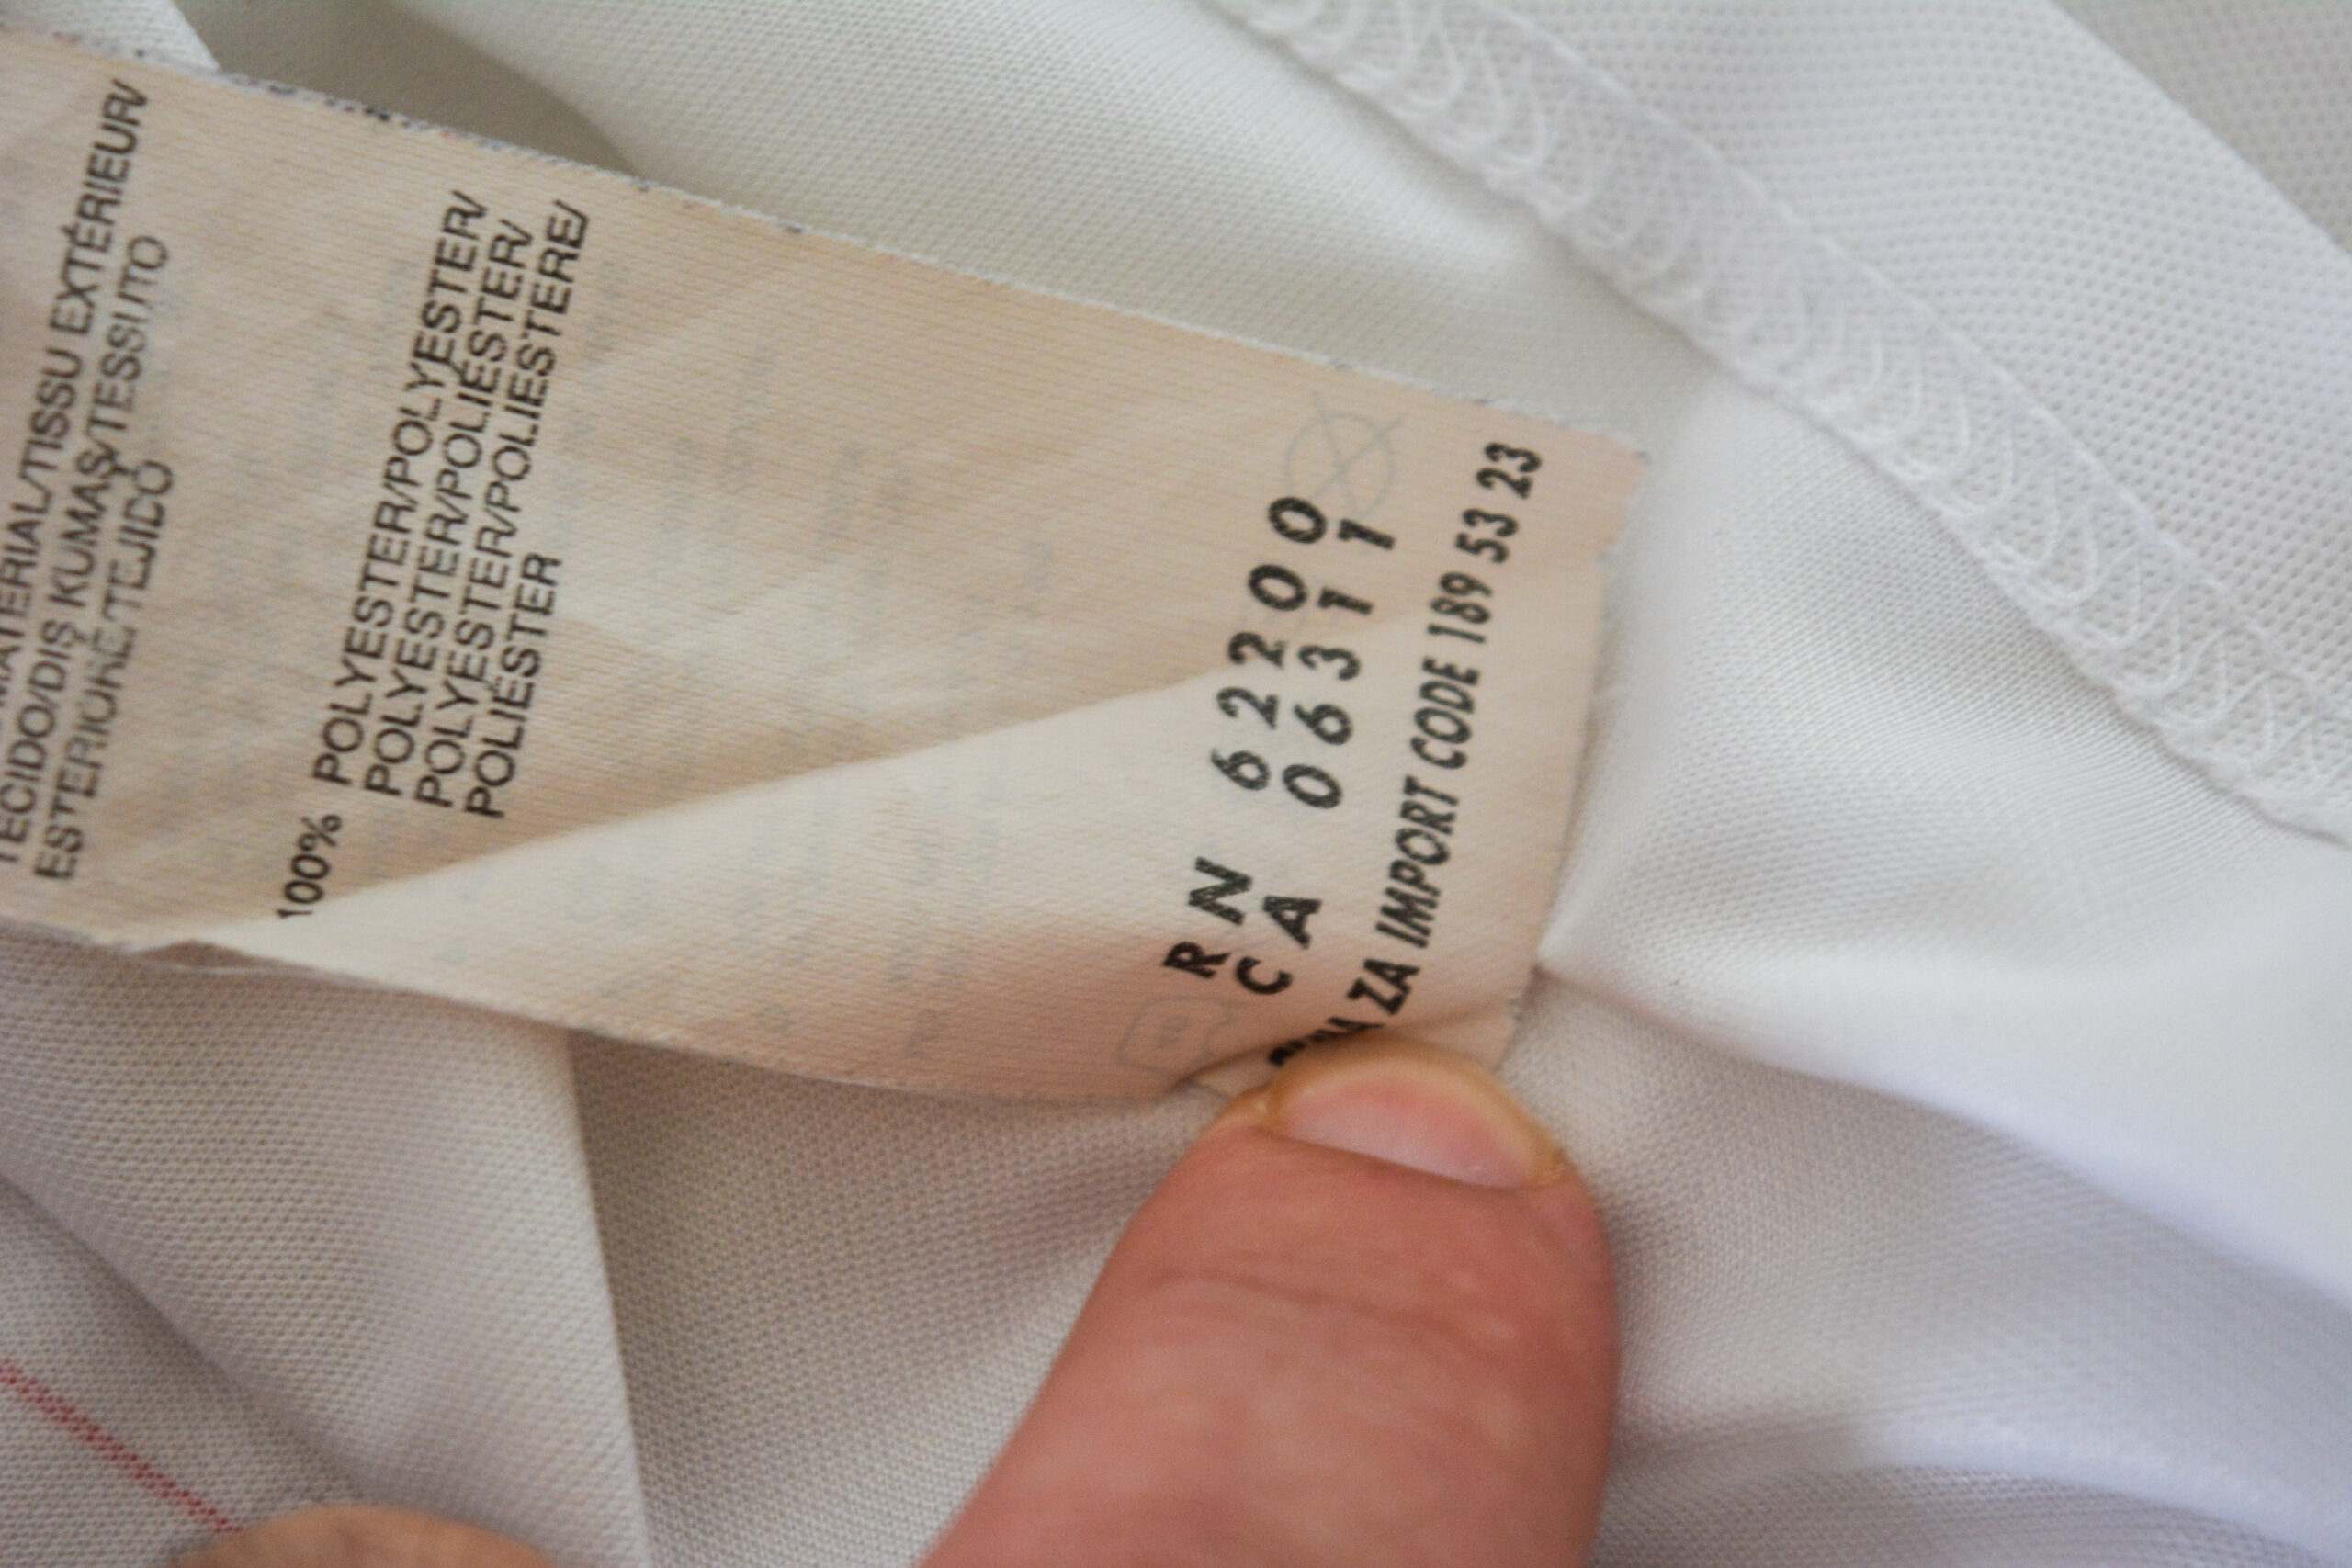 MATERIAL/TISSU EXTÉRIEUR/
TECIDO/DIŞ KUMAŞ/TESSUTO
ESTERIORE/TEJIDO
100% POLYESTER/POLYESTER/
POLYESTER/POLIÉSTER/
POLYESTER/POLIESTERE/
POLIÉSTER
RN 62200
CA 06311
ZA IMPORT CODE 189 53 23